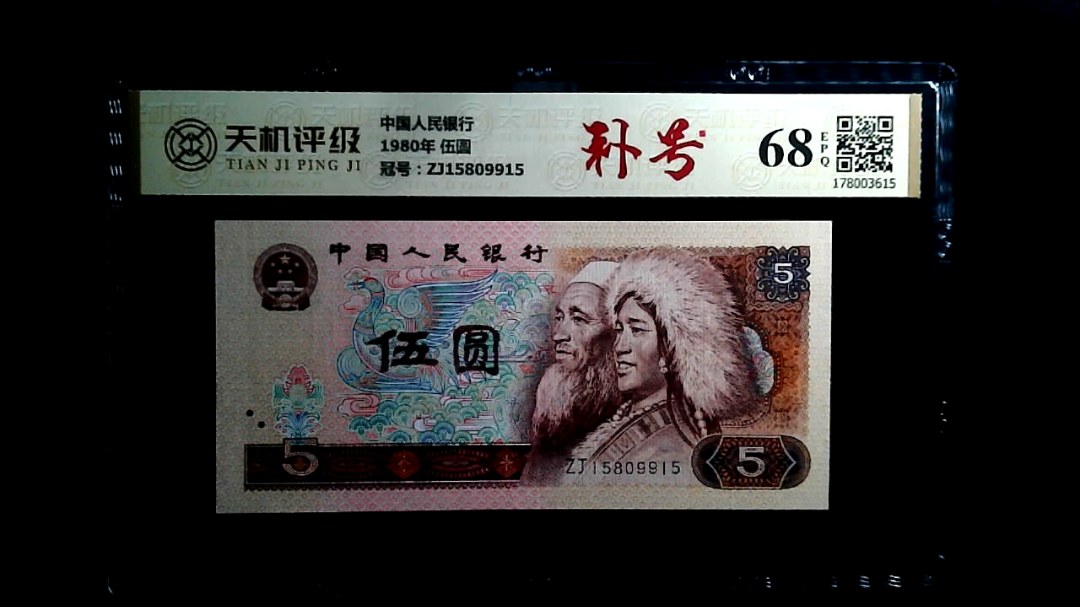 天机评级
TIAN JI PING JI
中国人民银行
1980年 伍圆
冠号：ZJ15809915
补号
68
EPQ
178003615
中国人民银行
5
伍圆
5
ZJ15809915
5